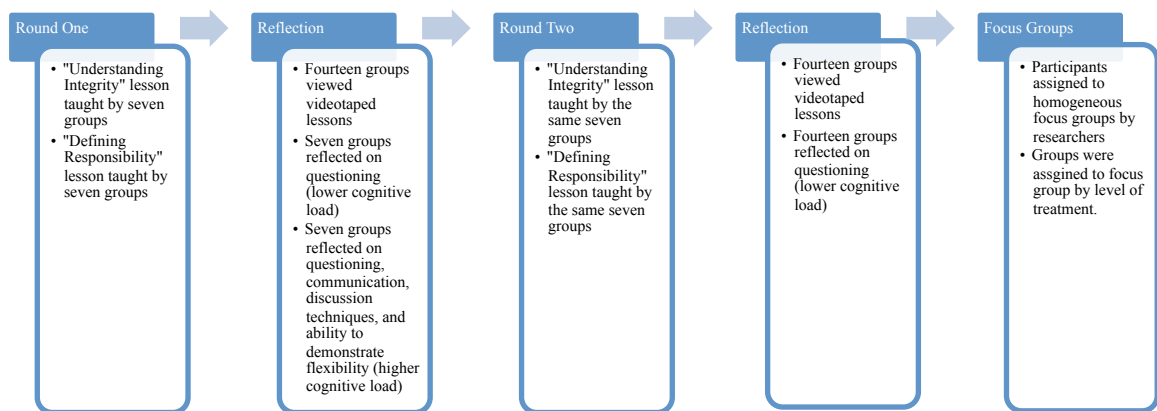 Round One
• "Understanding
Integrity" lesson
taught by seven
groups
• "Defining
Responsibility"
lesson taught by
seven groups
Reflection
• Fourteen groups
viewed
videotaped
lessons
• Seven groups
reflected on
questioning
(lower cognitive
load)
• Seven groups
reflected on
questioning,
communication,
discussion
techniques, and
ability to
demonstrate
flexibility (higher
cognitive load)
Round Two
• "Understanding
Integrity" lesson
taught by the
same seven
groups
• "Defining
Responsibility"
lesson taught by
the same seven
groups
Reflection
• Fourteen groups
viewed
videotaped
lessons
• Fourteen groups
reflected on
questioning
(lower cognitive
load)
Focus Groups
• Participants
assigned to
homogeneous
focus groups by
researchers
• Groups were
assgined to focus
group by level of
treatment.